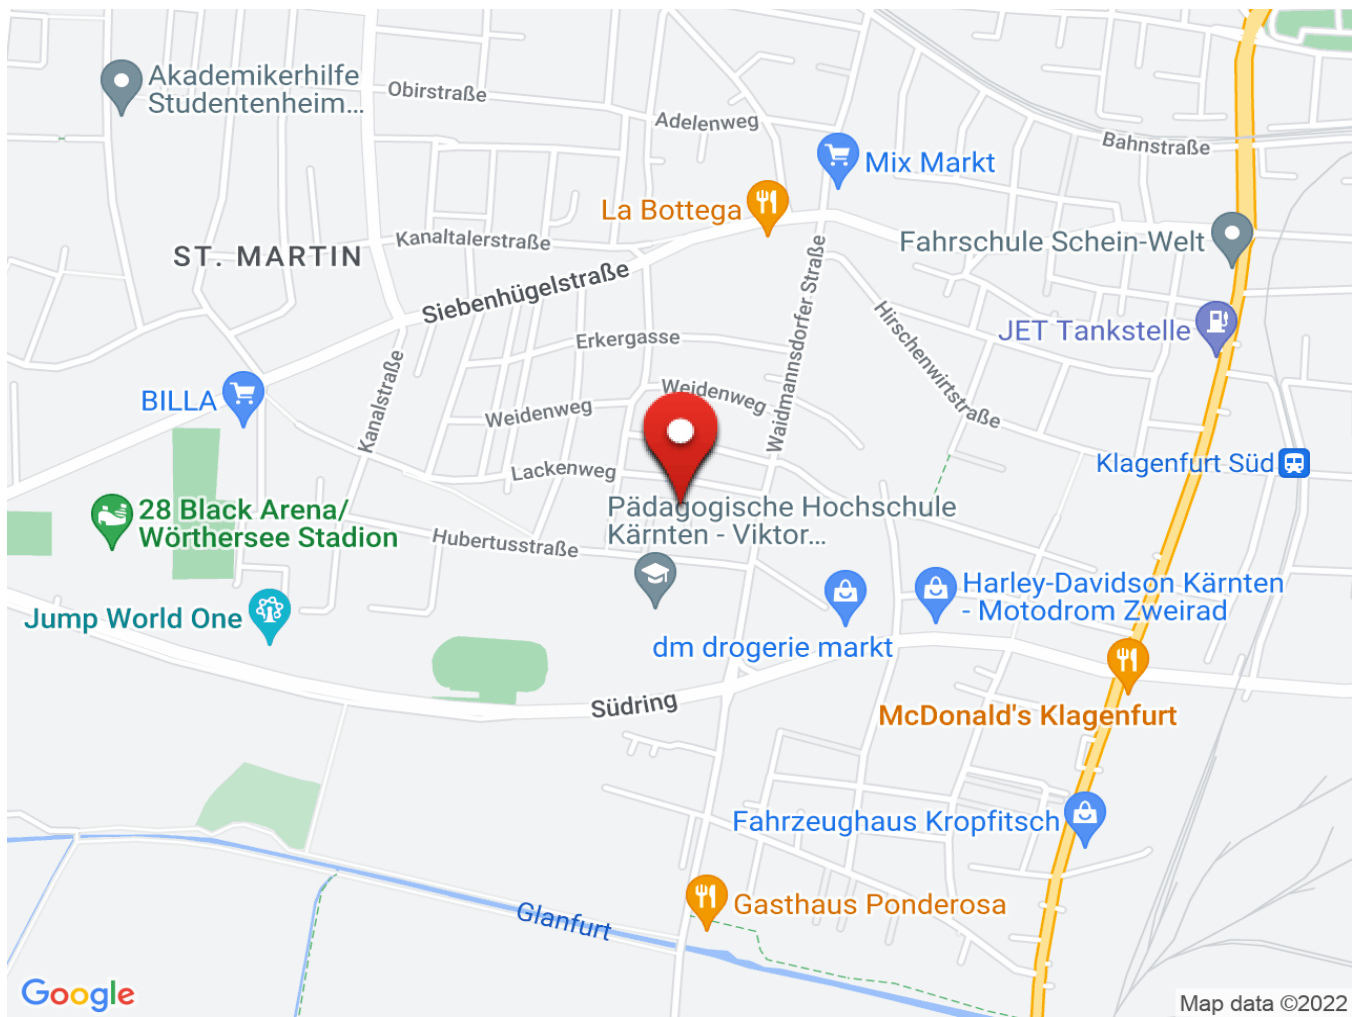 Akademikerhilfe
Studentenheim...
Obirstraße
Adelenweg
Bahnstraße
Mix Markt
La Bottega
Kanaltalerstraße
Fahrschule Schein-Welt
ST. MARTIN
Siebenhügelstraße
Waidmannsdorfer Straße
Hirschenwirtstraße
JET Tankstelle
Erkergasse
Kanalstraße
BILLA
Weidenweg
Weidenweg
Lackenweg
Klagenfurt Süd
28 Black Arena/
Wörthersee Stadion
Pädagogische Hochschule
Kärnten - Viktor...
Hubertusstraße
Harley-Davidson Kärnten
- Motodrom Zweirad
Jump World One
dm drogerie markt
Südring
McDonald's Klagenfurt
Fahrzeughaus Kropfitsch
Gasthaus Ponderosa
Glanfurt
Google
Map data ©2022